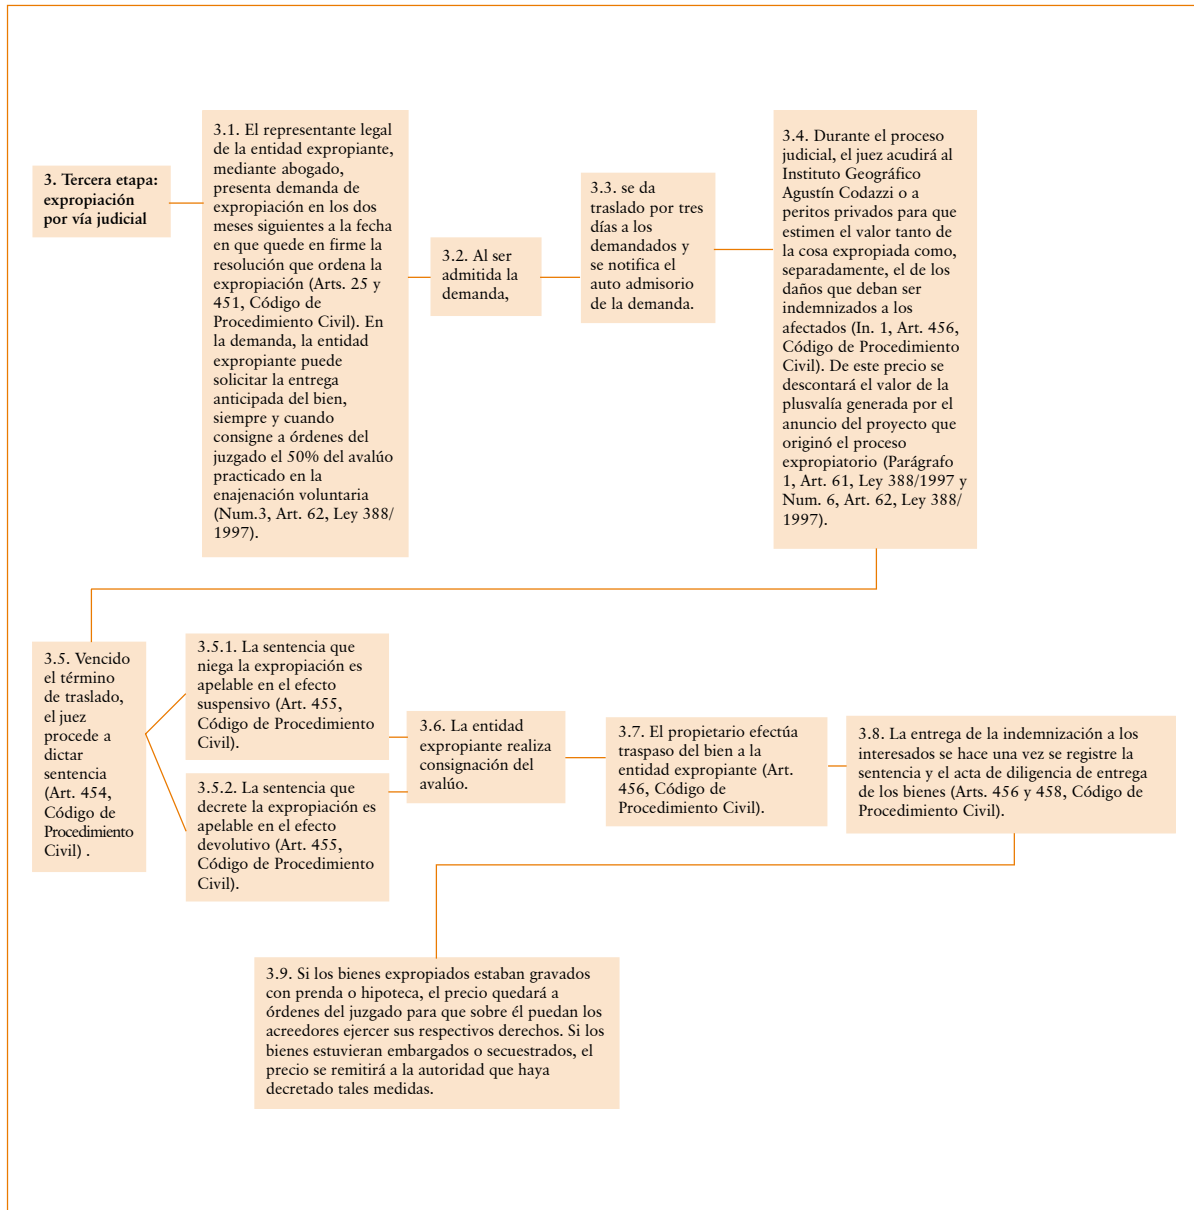 3. Tercera etapa:
expropiación
por vía judicial
3.1. El representante legal
de la entidad expropiante,
mediante abogado,
presenta demanda de
expropiación en los dos
meses siguientes a la fecha
en que quede en firme la
resolución que ordena la
expropiación (Arts. 25 y
451, Código de
Procedimiento Civil). En
la demanda, la entidad
expropiante puede
solicitar la entrega
anticipada del bien,
siempre y cuando
consigne a órdenes del
juzgado el 50% del avalúo
practicado en la
enajenación voluntaria
(Num.3, Art. 62, Ley 388/
1997).
3.2. Al ser
admitida la
demanda,
3.3. se da
traslado por tres
días a los
demandados y
se notifica el
auto admisorio
de la demanda.
3.4. Durante el proceso
judicial, el juez acudirá al
Instituto Geográfico
Agustín Codazzi o a
peritos privados para que
estimen el valor tanto de
la cosa expropiada como,
separadamente, el de los
daños que deban ser
indemnizados a los
afectados (In. 1, Art. 456,
Código de Procedimiento
Civil). De este precio se
descontará el valor de la
plusvalía generada por el
anuncio del proyecto que
originó el proceso
expropiatorio (Parágrafo
1, Art. 61, Ley 388/1997 y
Num. 6, Art. 62, Ley 388/
1997).
3.5. Vencido
el término
de traslado,
el juez
procede a
dictar
sentencia
(Art. 454,
Código de
Procedimiento
Civil) .
3.5.1. La sentencia que
niega la expropiación es
apelable en el efecto
suspensivo (Art. 455,
Código de Procedimiento
Civil).
3.5.2. La sentencia que
decrete la expropiación es
apelable en el efecto
devolutivo (Art. 455,
Código de Procedimiento
Civil).
3.6. La entidad
expropiante realiza
consignación del
avalúo.
3.7. El propietario efectúa
traspaso del bien a la
entidad expropiante (Art.
456, Código de
Procedimiento Civil).
3.8. La entrega de la indemnización a los
interesados se hace una vez se registre la
sentencia y el acta de diligencia de entrega
de los bienes (Arts. 456 y 458, Código de
Procedimiento Civil).
3.9. Si los bienes expropiados estaban gravados
con prenda o hipoteca, el precio quedará a
órdenes del juzgado para que sobre él puedan los
acreedores ejercer sus respectivos derechos. Si los
bienes estuvieran embargados o secuestrados, el
precio se remitirá a la autoridad que haya
decretado tales medidas.